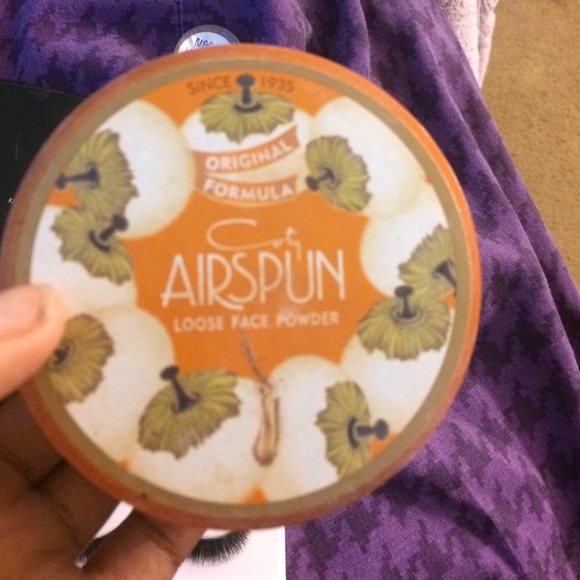 SINCE 1935
ORIGINAL
FORMULA
Coty
AIRSPUN
LOOSE FACE POWDER